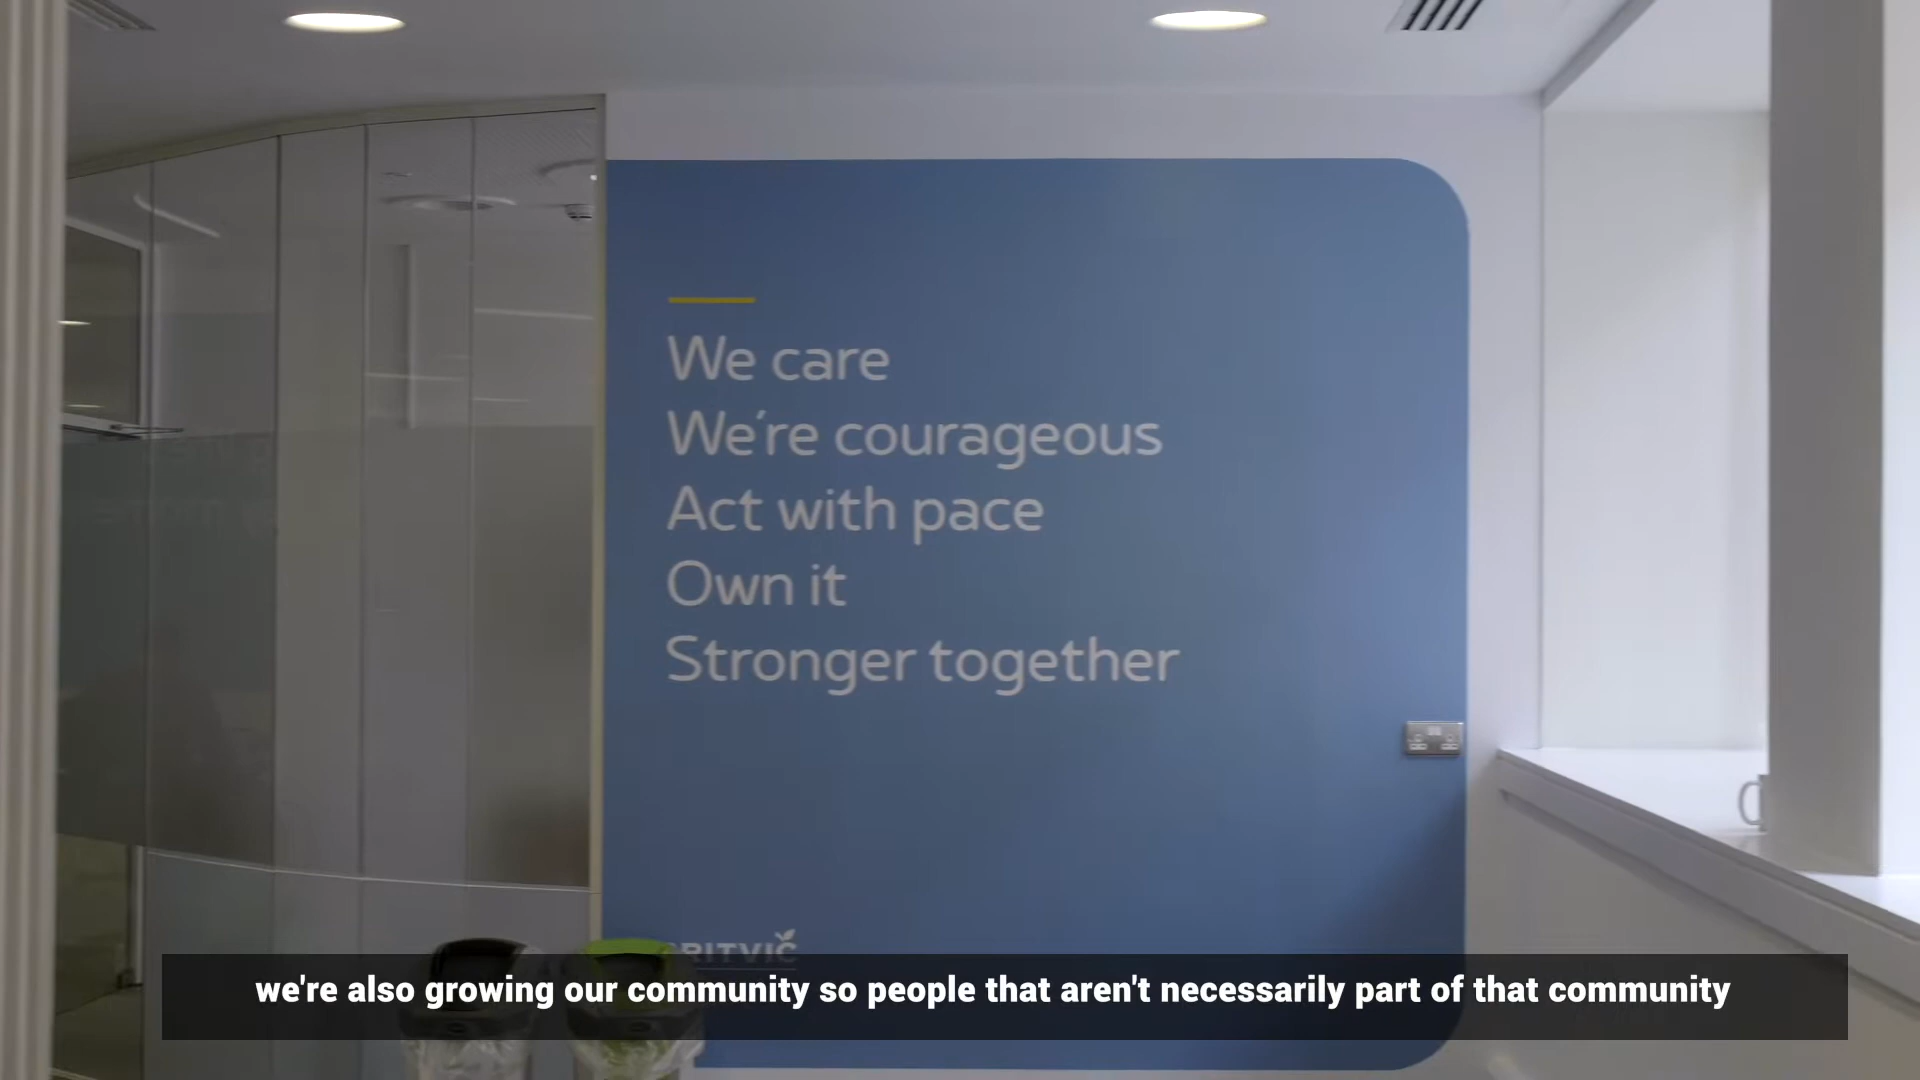 We care
We're courageous
Act with pace
Own it
Stronger together
BRITVIC
we're also growing our community so people that aren't necessarily part of that community